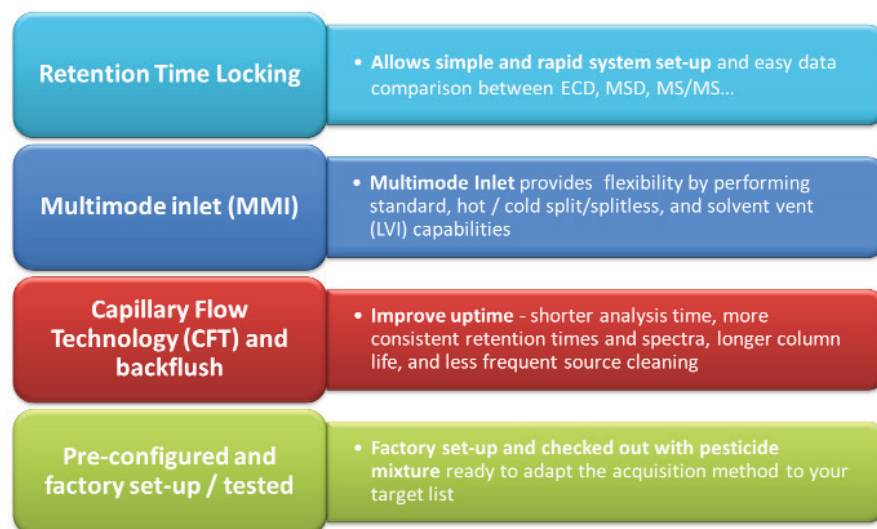 Retention Time Locking
• Allows simple and rapid system set-up and easy data
comparison between ECD, MSD, MS/MS...
Multimode inlet (MMI)
• Multimode Inlet provides flexibility by performing
standard, hot / cold split/splitless, and solvent vent
(LVI) capabilities
Capillary Flow
Technology (CFT) and
backflush
• Improve uptime - shorter analysis time, more
consistent retention times and spectra, longer column
life, and less frequent source cleaning
Pre-configured and
factory set-up / tested
• Factory set-up and checked out with pesticide
mixture ready to adapt the acquisition method to your
target list